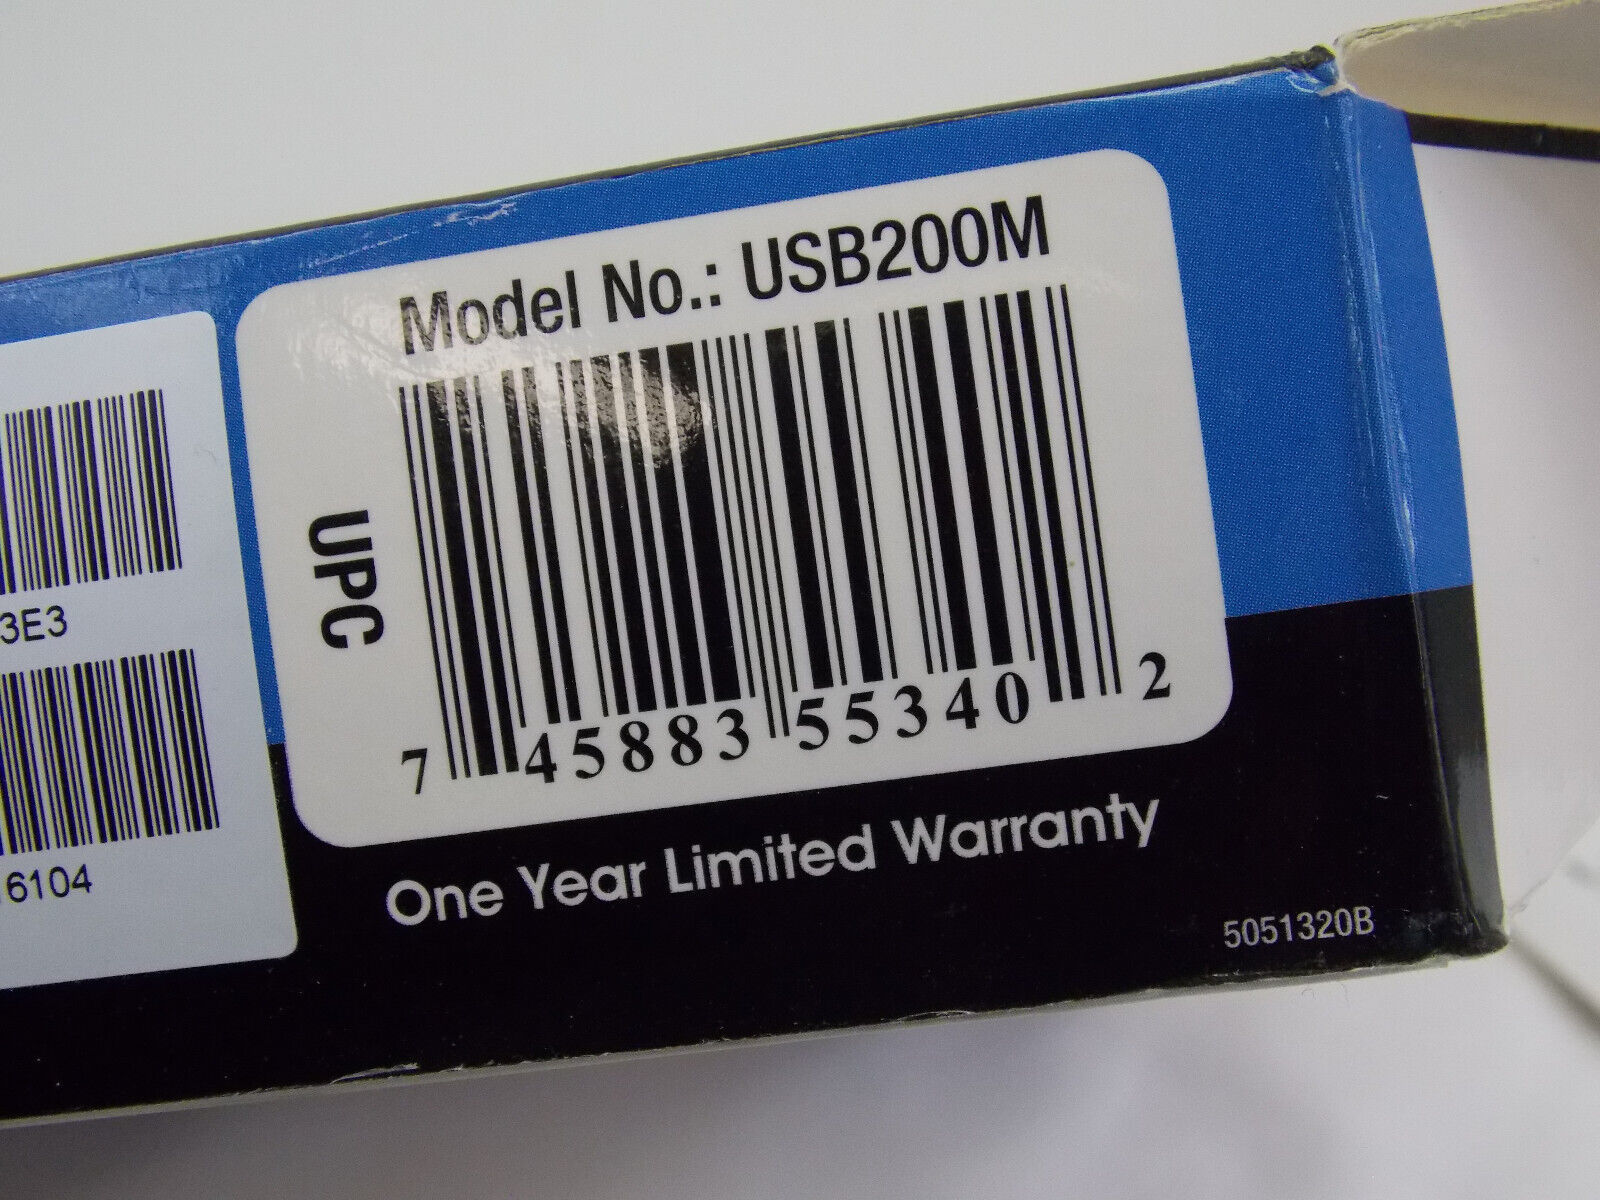 Model No.: USB200M
UPC
7 45883 55340 2
One Year Limited Warranty
5051320B
3E3
6104